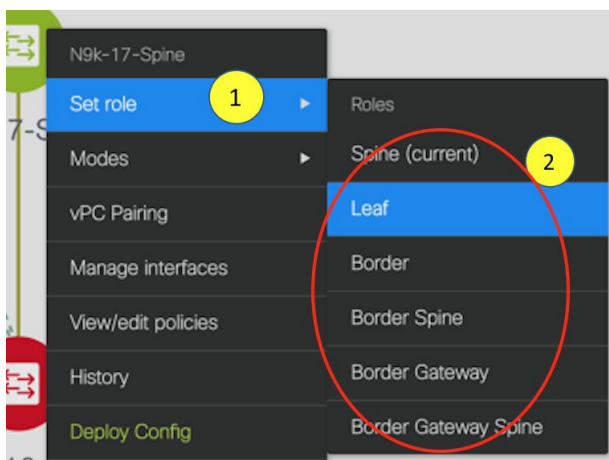 N9k-17-Spine
Set role
1
7-S
Modes
vPC Pairing
Manage interfaces
View/edit policies
History
Deploy Config
Roles
Spine (current)
2
Leaf
Border
Border Spine
Border Gateway
Border Gateway Spine